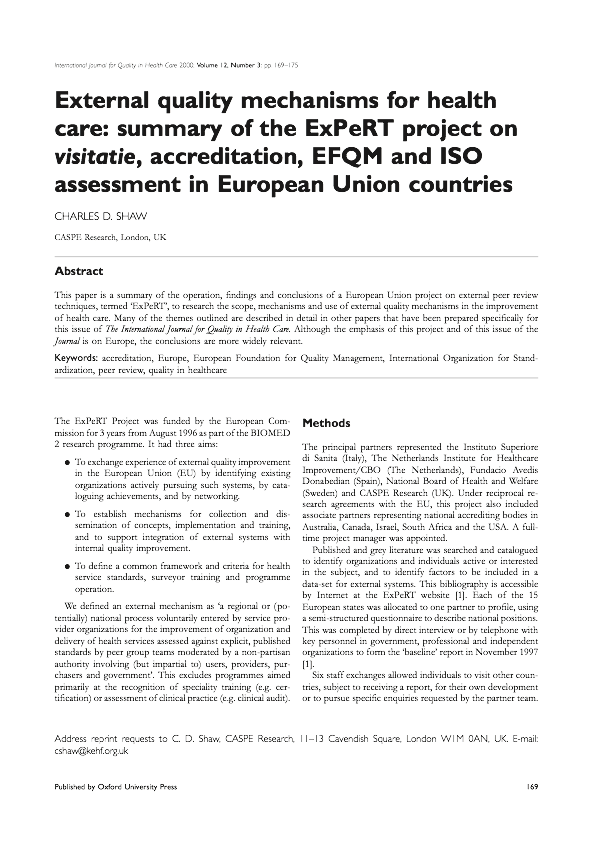 International Journal for Quality in Health Care 2000; Volume 12, Number 3: pp. 169–175
External quality mechanisms for health
care: summary of the ExPeRT project on
visitatie, accreditation, EFQM and ISO
assessment in European Union countries
CHARLES D. SHAW
CASPE Research, London, UK
Abstract
This paper is a summary of the operation, findings and conclusions of a European Union project on external peer review
techniques, termed ‘ExPeRT’, to research the scope, mechanisms and use of external quality mechanisms in the improvement
of health care. Many of the themes outlined are described in detail in other papers that have been prepared specifically for
this issue of The International Journal for Quality in Health Care. Although the emphasis of this project and of this issue of the
Journal is on Europe, the conclusions are more widely relevant.
Keywords: accreditation, Europe, European Foundation for Quality Management, International Organization for Stand-
ardization, peer review, quality in healthcare
The ExPeRT Project was funded by the European Com-
mission for 3 years from August 1996 as part of the BIOMED
2 research programme. It had three aims:
● To exchange experience of external quality improvement
in the European Union (EU) by identifying existing
organizations actively pursuing such systems, by cata-
loguing achievements, and by networking.
● To establish mechanisms for collection and dis-
semination of concepts, implementation and training,
and to support integration of external systems with
internal quality improvement.
● To define a common framework and criteria for health
service standards, surveyor training and programme
operation.
We defined an external mechanism as ‘a regional or (po-
tentially) national process voluntarily entered by service pro-
vider organizations for the improvement of organization and
delivery of health services assessed against explicit, published
standards by peer group teams moderated by a non-partisan
authority involving (but impartial to) users, providers, pur-
chasers and government’. This excludes programmes aimed
primarily at the recognition of speciality training (e.g. cer-
tification) or assessment of clinical practice (e.g. clinical audit).
Methods
The principal partners represented the Instituto Superiore
di Sanita (Italy), The Netherlands Institute for Healthcare
Improvement/CBO (The Netherlands), Fundacio Avedis
Donabedian (Spain), National Board of Health and Welfare
(Sweden) and CASPE Research (UK). Under reciprocal re-
search agreements with the EU, this project also included
associate partners representing national accrediting bodies in
Australia, Canada, Israel, South Africa and the USA. A full-
time project manager was appointed.
Published and grey literature was searched and catalogued
to identify organizations and individuals active or interested
in the subject, and to identify factors to be included in a
data-set for external systems. This bibliography is accessible
by Internet at the ExPeRT website [1]. Each of the 15
European states was allocated to one partner to profile, using
a semi-structured questionnaire to describe national positions.
This was completed by direct interview or by telephone with
key personnel in government, professional and independent
organizations to form the ‘baseline’ report in November 1997
[1].
Six staff exchanges allowed individuals to visit other coun-
tries, subject to receiving a report, for their own development
or to pursue specific enquiries requested by the partner team.
Address reprint requests to C. D. Shaw, CASPE Research, 11–13 Cavendish Square, London W1M 0AN, UK. E-mail:
cshaw@kehf.org.uk
Published by Oxford University Press
169